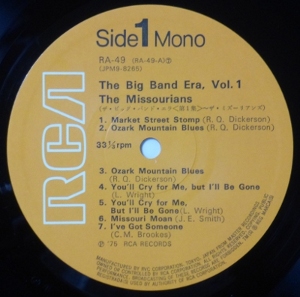 Side 1 Mono
RA-49 (RA-49-A)
(JPM9-8265)
The Big Band Era, Vol. 1
The Missourians
1. Market Street Stomp (R. Q. Dickerson)
2. Ozark Mountain Blues
(R. Q. Dickerson)
33⅓rpm
3. Ozark Mountain Blues
(R. Q. Dickerson)
4. You'll Cry for Me, but I'll Be Gone
(L. Wright)
5. You'll Cry for Me,
But I'll Be Gone (L. Wright)
6. Missouri Moan (J. E. Smith)
7. I've Got Someone
(C.M. Brookes)
℗ '76 RCA RECORDS
RCA